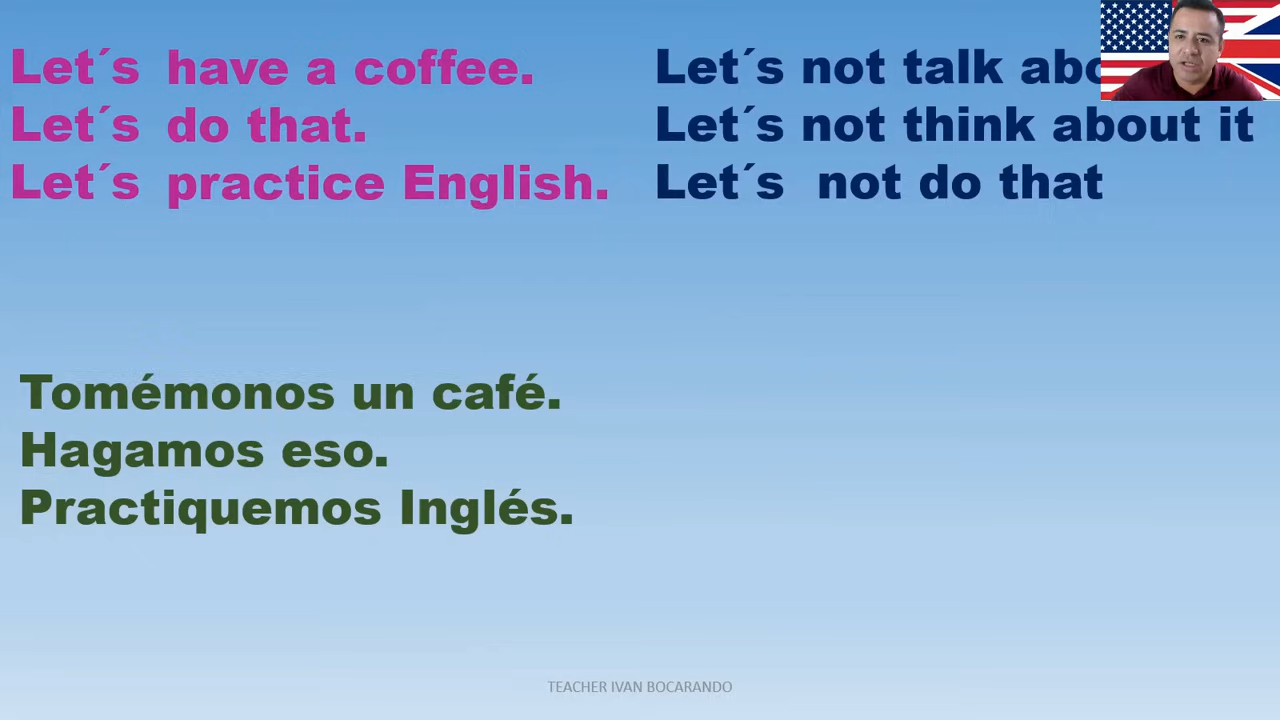 Let´s have a coffee.
Let´s do that.
Let´s practice English.
Let´s not talk
Let´s not think about it
Let´s not do that
Tomémonos un café.
Hagamos eso.
Practiquemos Inglés.
TEACHER IVAN BOCARANDO